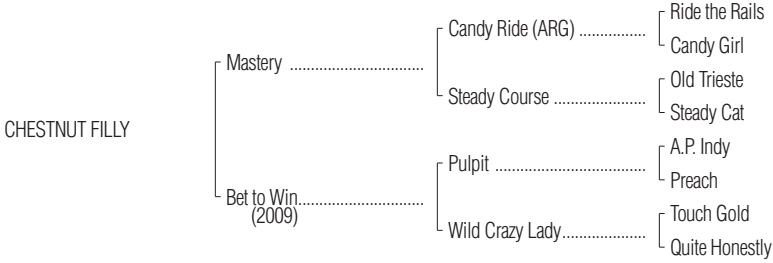 Ride the Rails
Candy Ride (ARG) ................
Candy Girl
Mastery ................................
Old Trieste
Steady Course ......................
Steady Cat
CHESTNUT FILLY
A.P. Indy
Pulpit ....................................
Preach
Bet to Win..............................
(2009)
Touch Gold
Wild Crazy Lady....................
Quite Honestly